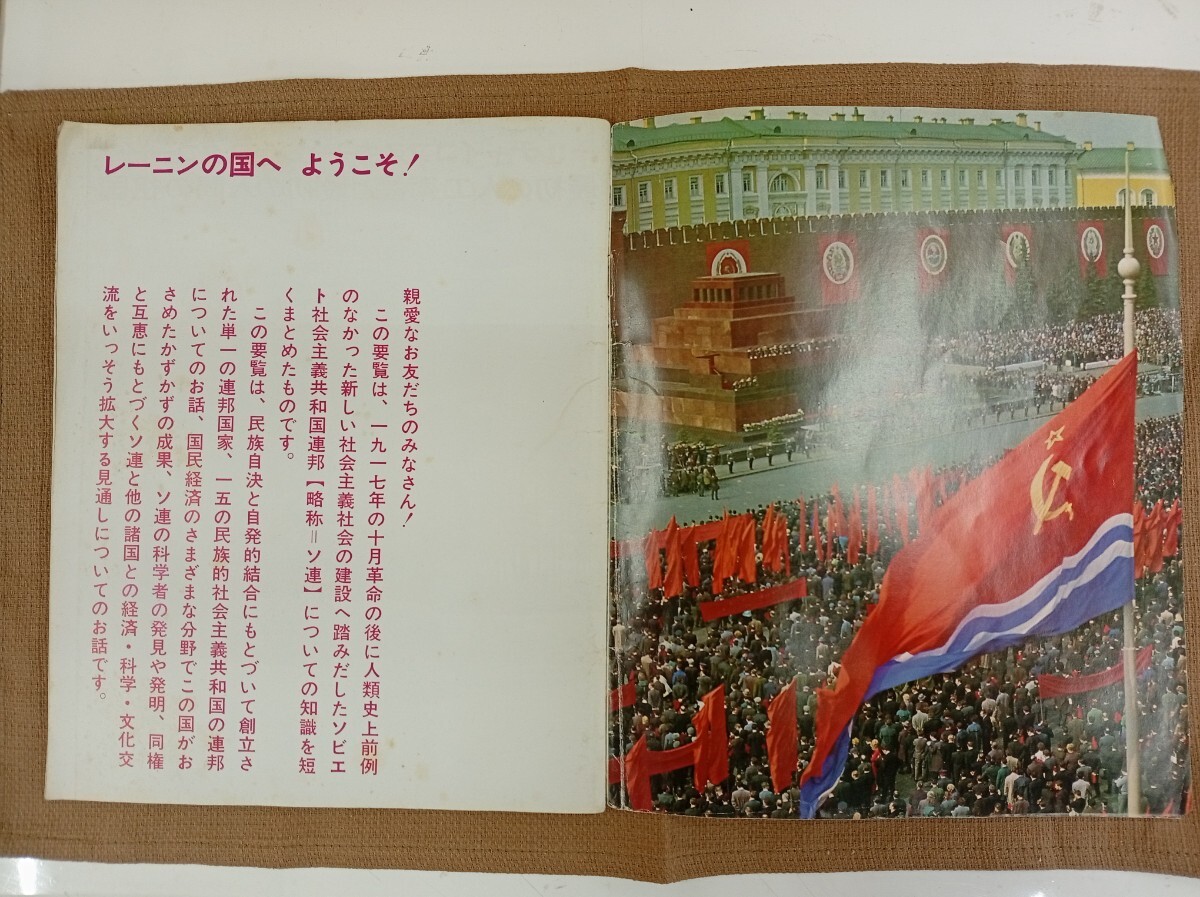 レーニンの国へ ようこそ!
親愛なお友だちのみなさん!
この要覧は、一九一七年の十月革命の後に人類史上前例
のなかった新しい社会主義社会の建設へ踏みだしたソビエ
ト社会主義共和国連邦【略称=ソ連】についての知識を短
くまとめたものです。
この要覧は、民族自決と自発的結合にもとづいて創立さ
れた単一の連邦国家、一五の民族的社会主義共和国の連邦
についてのお話、国民経済のさまざまな分野でこの国がお
さめたかずかずの成果、ソ連の科学者の発見や発明、同権
と互恵にもとづくソ連と他の諸国との経済・科学・文化交
流をいっそう拡大する見通しについてのお話です。